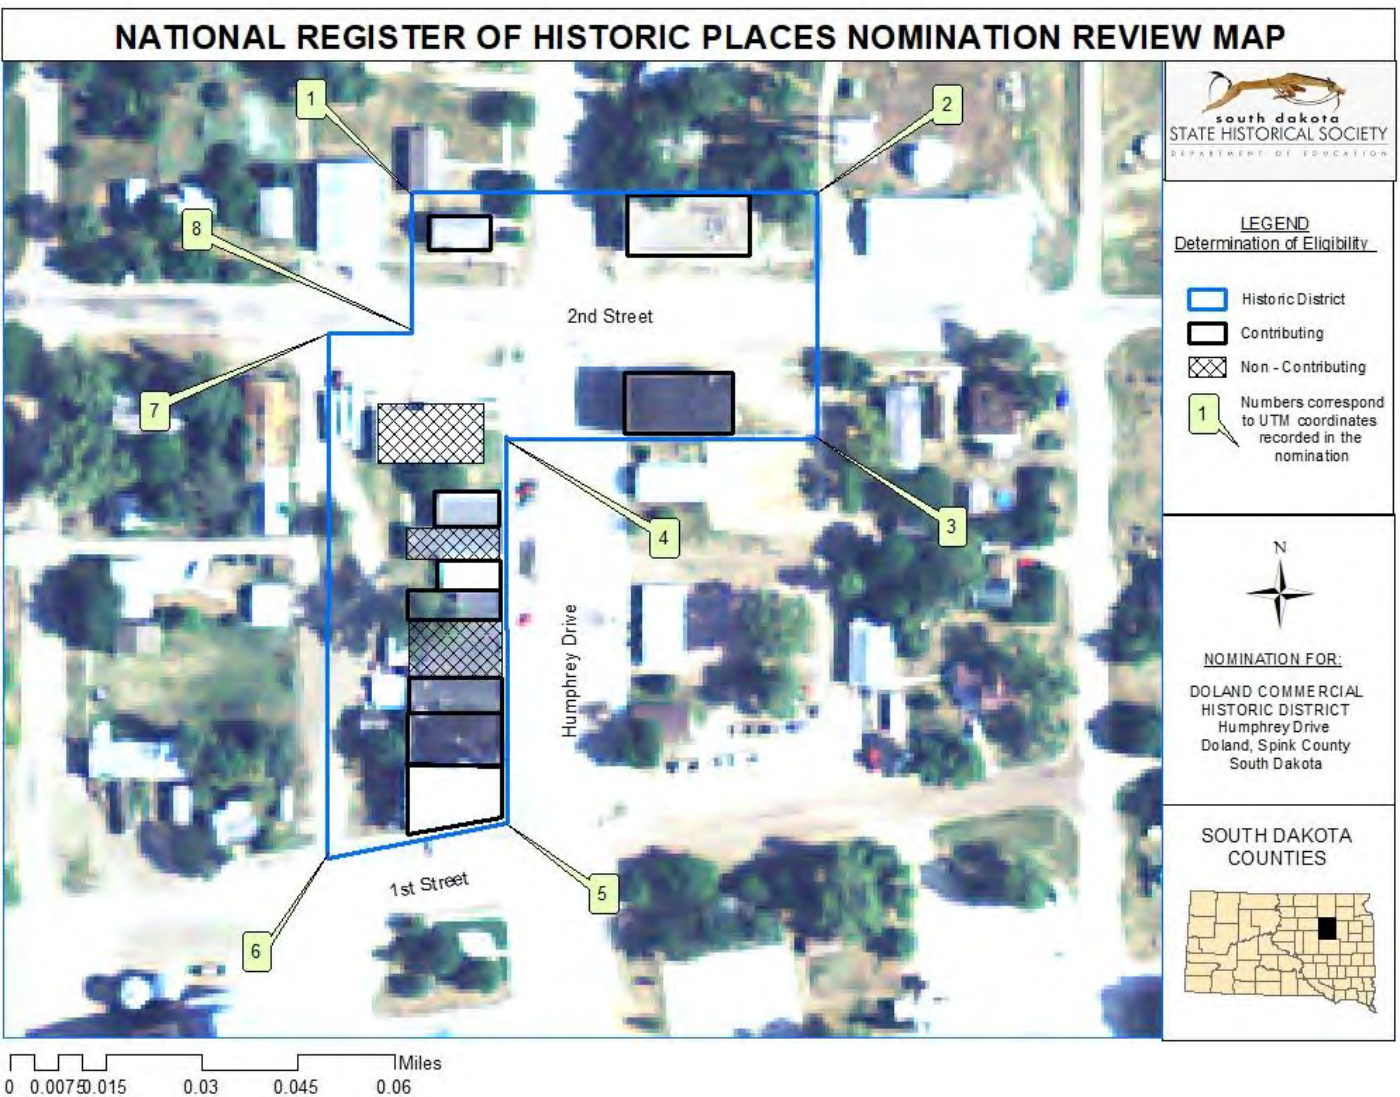 NATIONAL REGISTER OF HISTORIC PLACES NOMINATION REVIEW MAP
1
2
8
2nd Street
7
4
3
Humphrey Drive
5
1st Street
6
south dakota
STATE HISTORICAL SOCIETY
DEPARTMENT OF EDUCATION
LEGEND
Determination of Eligibility
Historic District
Contributing
Non - Contributing
1
Numbers correspond
to UTM coordinates
recorded in the
nomination
N
NOMINATION FOR:
DOLAND COMMERCIAL
HISTORIC DISTRICT
Humphrey Drive
Doland, Spink County
South Dakota
SOUTH DAKOTA
COUNTIES
Miles
0 0.0075 0.015 0.03 0.045 0.06